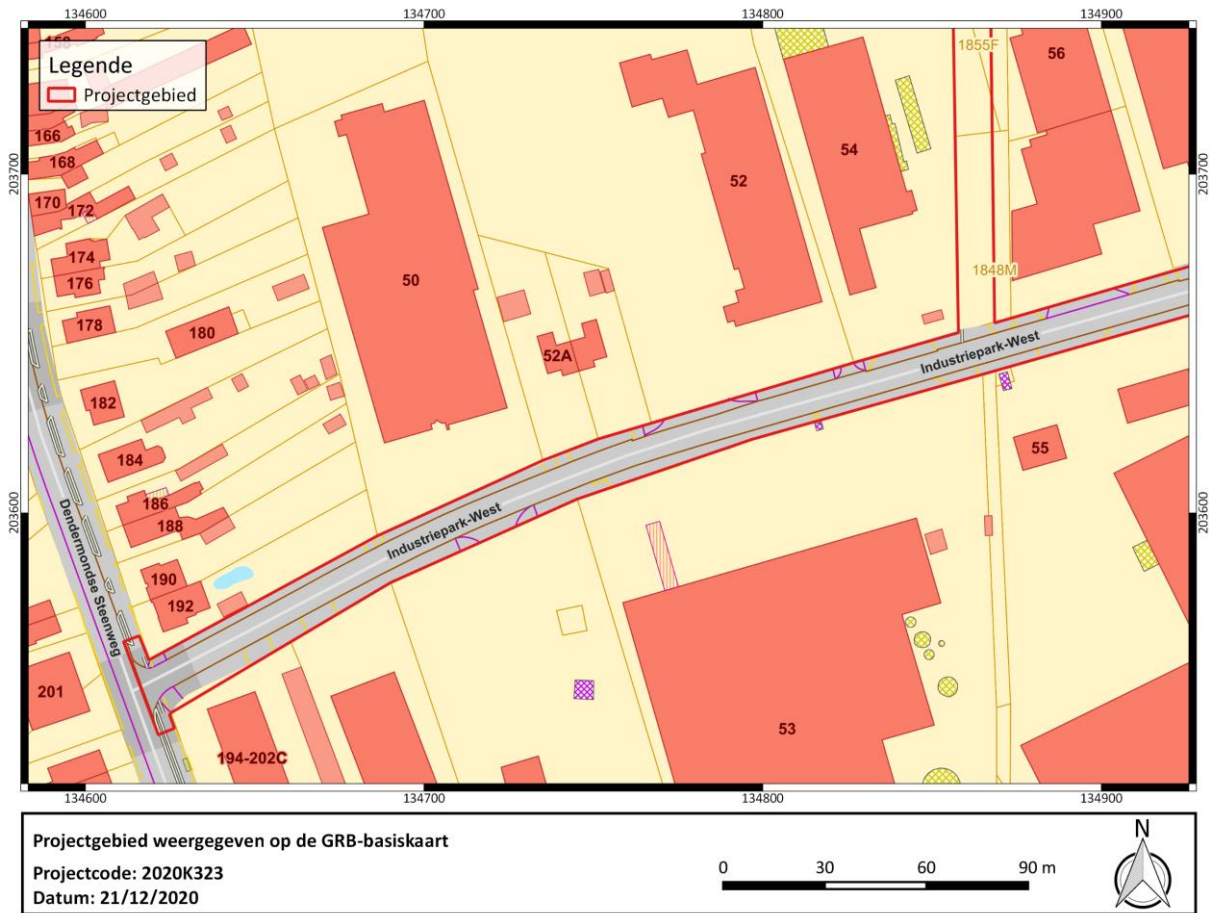 134600 134700 134800 134900
203700 203700
203600 203600
Legende
Projectgebied
158
166
168
170
172
174
176
178
180
182
184
186
188
190
192
201
194-202C
50
52A
52
54
1855F
56
1848M
55
53
Industriepark-West
Industriepark-West
Dendermondse Steenweg
134600 134700 134800 134900
Projectgebied weergegeven op de GRB-basiskaart
Projectcode: 2020K323
Datum: 21/12/2020
0 30 60 90 m
N